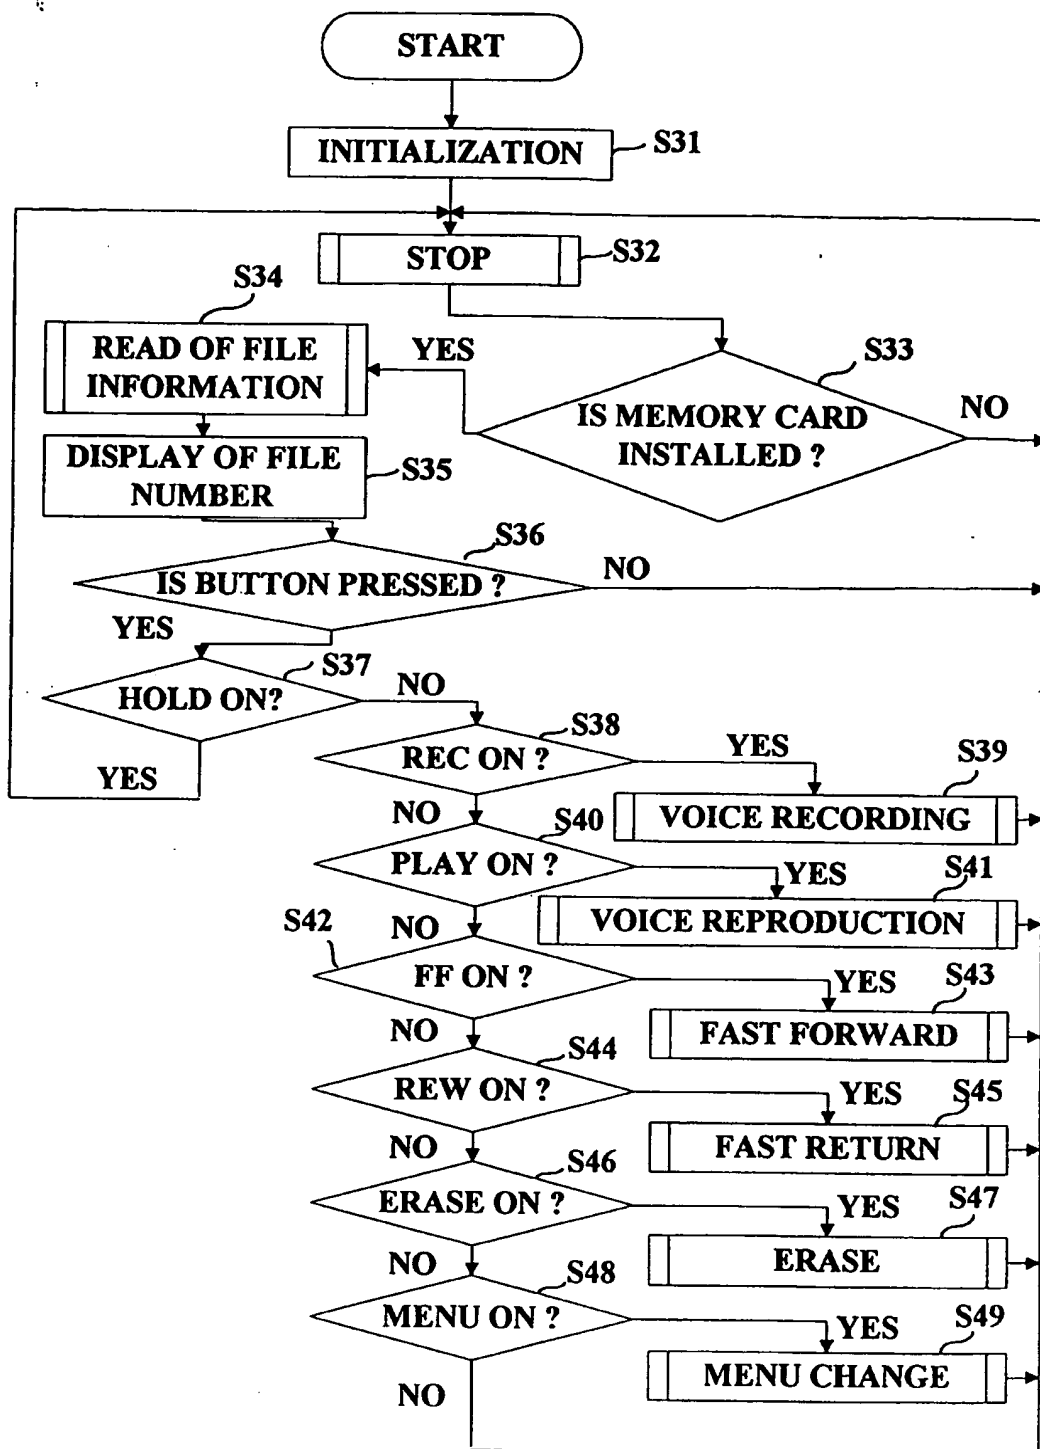 START
INITIALIZATION
S31
STOP
S32
S34
READ OF FILE
INFORMATION
YES
S33
IS MEMORY CARD
INSTALLED ?
NO
DISPLAY OF FILE
NUMBER
S35
S36
IS BUTTON PRESSED ?
NO
YES
S37
HOLD ON?
NO
YES
S38
REC ON ?
YES
S39
VOICE RECORDING
NO
S40
PLAY ON ?
YES
S41
VOICE REPRODUCTION
NO
S42
FF ON ?
YES
S43
FAST FORWARD
NO
S44
REW ON ?
YES
S45
FAST RETURN
NO
S46
ERASE ON ?
YES
S47
ERASE
NO
S48
MENU ON ?
YES
S49
MENU CHANGE
NO